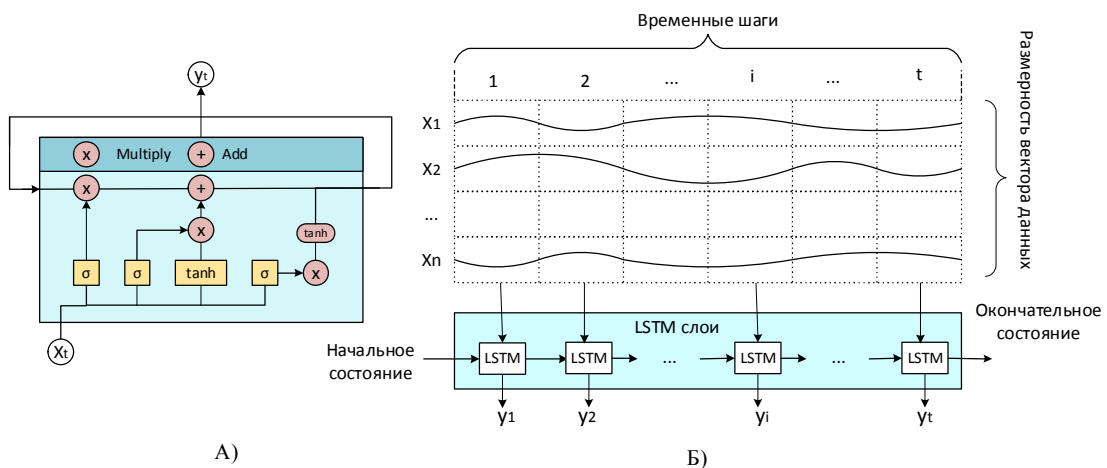 yt
x Multiply + Add
x +
x
tanh
σ σ tanh σ x
Xt
А)
Временные шаги
1 2 ... i ... t
X1
X2
...
Xn
Размерность вектора данных
LSTM слои
Начальное
состояние
LSTM LSTM ... LSTM ... LSTM
Окончательное
состояние
y1 y2 yi yt
Б)